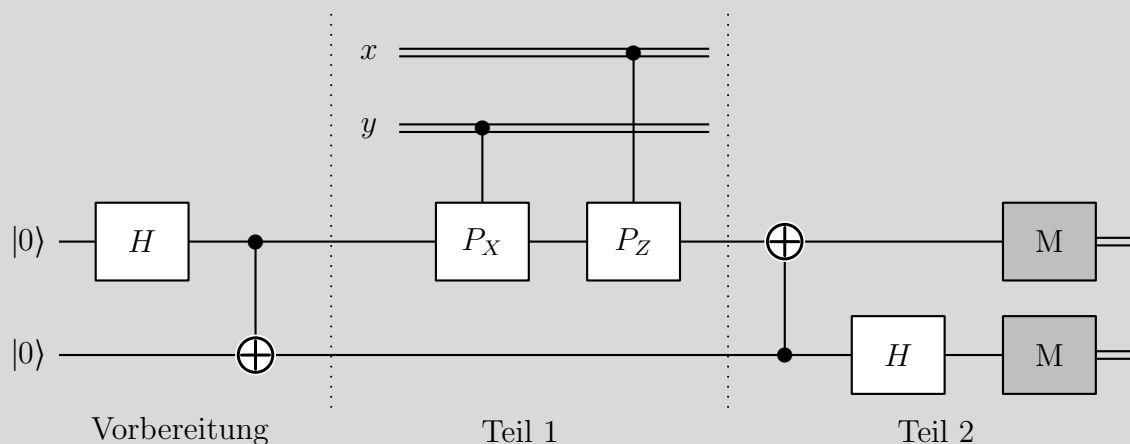 x
y
|0⟩ H P_X P_Z M
|0⟩ H M
Vorbereitung Teil 1 Teil 2